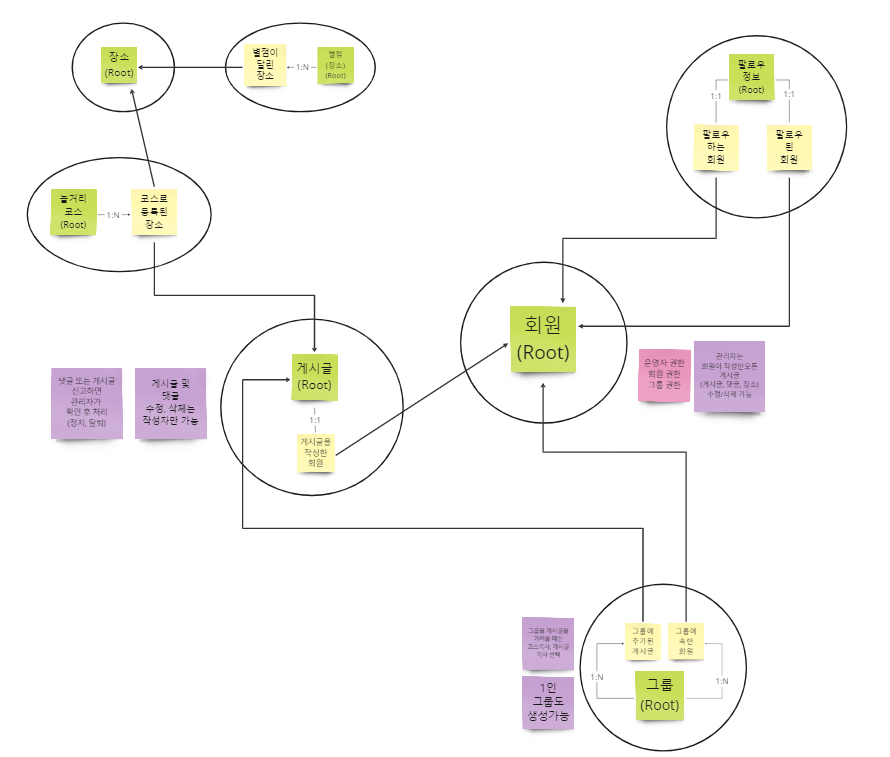 장소
(Root)
별점이
달린
장소
1:N
별점
(장소)
(Root)
팔로우
정보
(Root)
1:1
1:1
팔로우
하는
회원
팔로우
된
회원
놀거리
코스
(Root)
1:N
코스로
등록된
장소
회원
(Root)
게시글
(Root)
1:1
게시글을
작성한
회원
댓글 또는 게시글
신고하면
관리자가
확인 후 처리
(정지, 탈퇴)
게시글 및
댓글
수정, 삭제는
작성자만 가능
운영자 권한
회원 권한
그룹 권한
관리자는
회원이 작성한모든
게시글
(게시글, 댓글, 장소)
수정/삭제 가능
그룹을 게시글을
가져올 때는
코스복사, 게시글
복사 선택
1인
그룹도
생성가능
그룹에
추가된
게시글
그룹에
속한
회원
1:N
그룹
(Root)
1:N